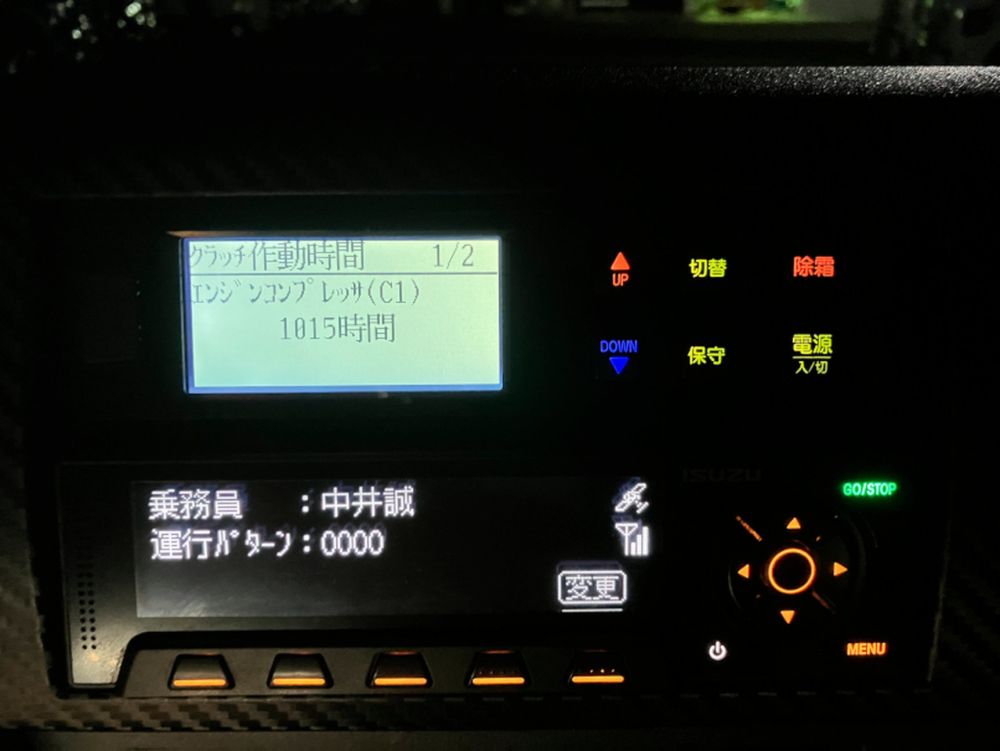 クラッチ作動時間 1/2
エンジンコンプレッサ(C1)
1015時間
UP
切替
除霜
DOWN
保守
電源
入/切
ISUZU
乗務員 :中井誠
運行パターン:0000
変更
GO/STOP
MENU